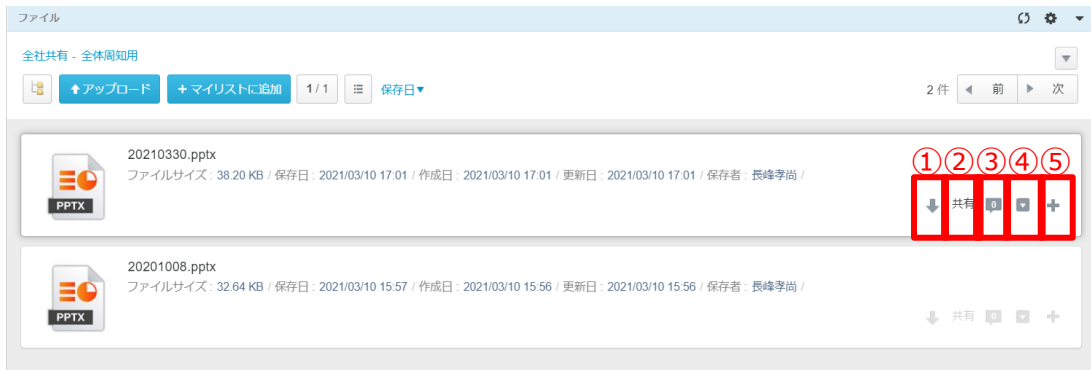 ファイル
全社共有 - 全体周知用
アップロード +マイリストに追加 1 / 1 保存日▼ 2 件 前 次
① ② ③ ④ ⑤
20210330.pptx
ファイルサイズ : 38.20 KB / 保存日 : 2021/03/10 17:01 / 作成日 : 2021/03/10 17:01 / 更新日 : 2021/03/10 17:01 / 保存者 : 長峰孝尚 /
共有 0
PPTX
20201008.pptx
ファイルサイズ : 32.64 KB / 保存日 : 2021/03/10 15:57 / 作成日 : 2021/03/10 15:56 / 更新日 : 2021/03/10 15:56 / 保存者 : 長峰孝尚 /
共有 0
PPTX